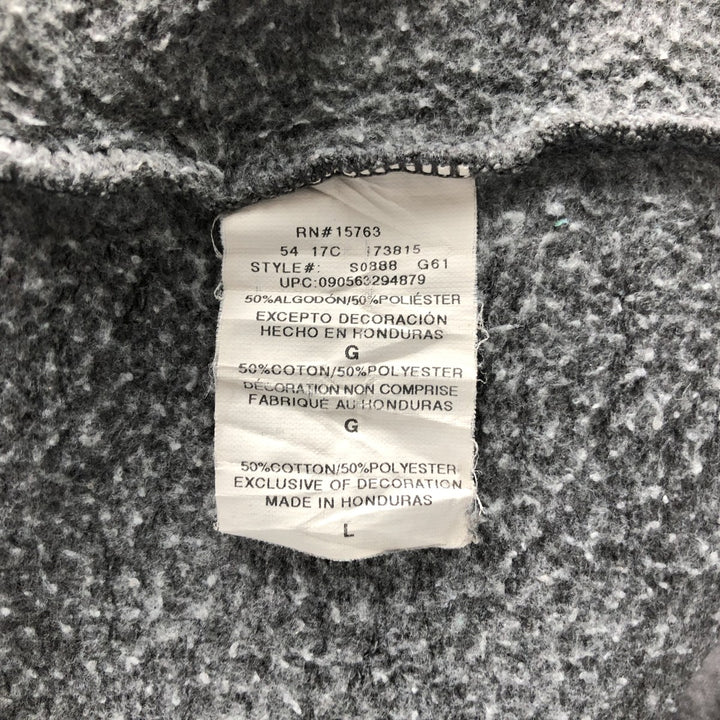 RN#15763
54 17C 173815
STYLE#: S0888 G61
UPC:090563294879
50%ALGODÓN/50%POLIÉSTER
EXCEPTO DECORACIÓN
HECHO EN HONDURAS
G
50%COTON/50%POLYESTER
DÉCORATION NON COMPRISE
FABRIQUÉ AU HONDURAS
G
50%COTTON/50%POLYESTER
EXCLUSIVE OF DECORATION
MADE IN HONDURAS
L